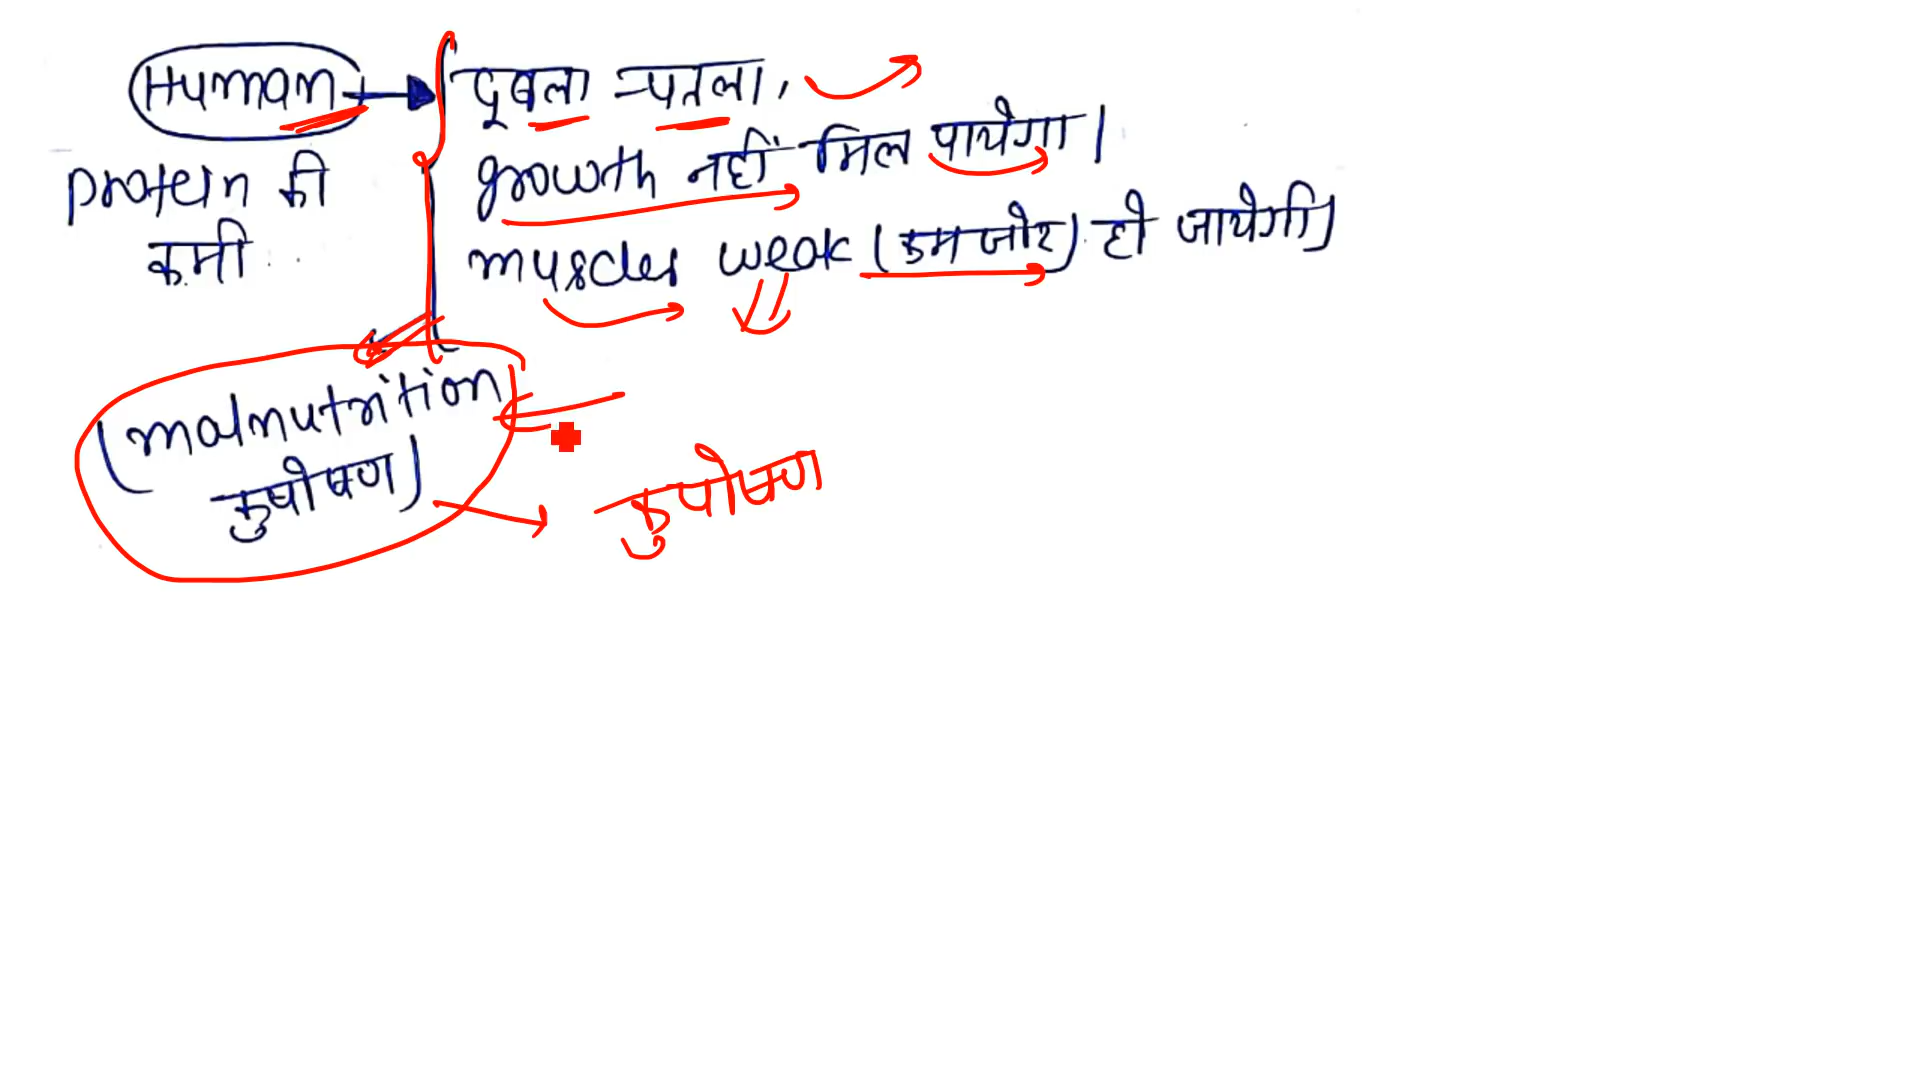 Human → दूबला - पतला,
growth नहीं मिल पायेगा।
protein की
कमी
muscles weak (कमजोर) हो जायेगी।
(malnutrition
कुपोषण) → कुपोषण